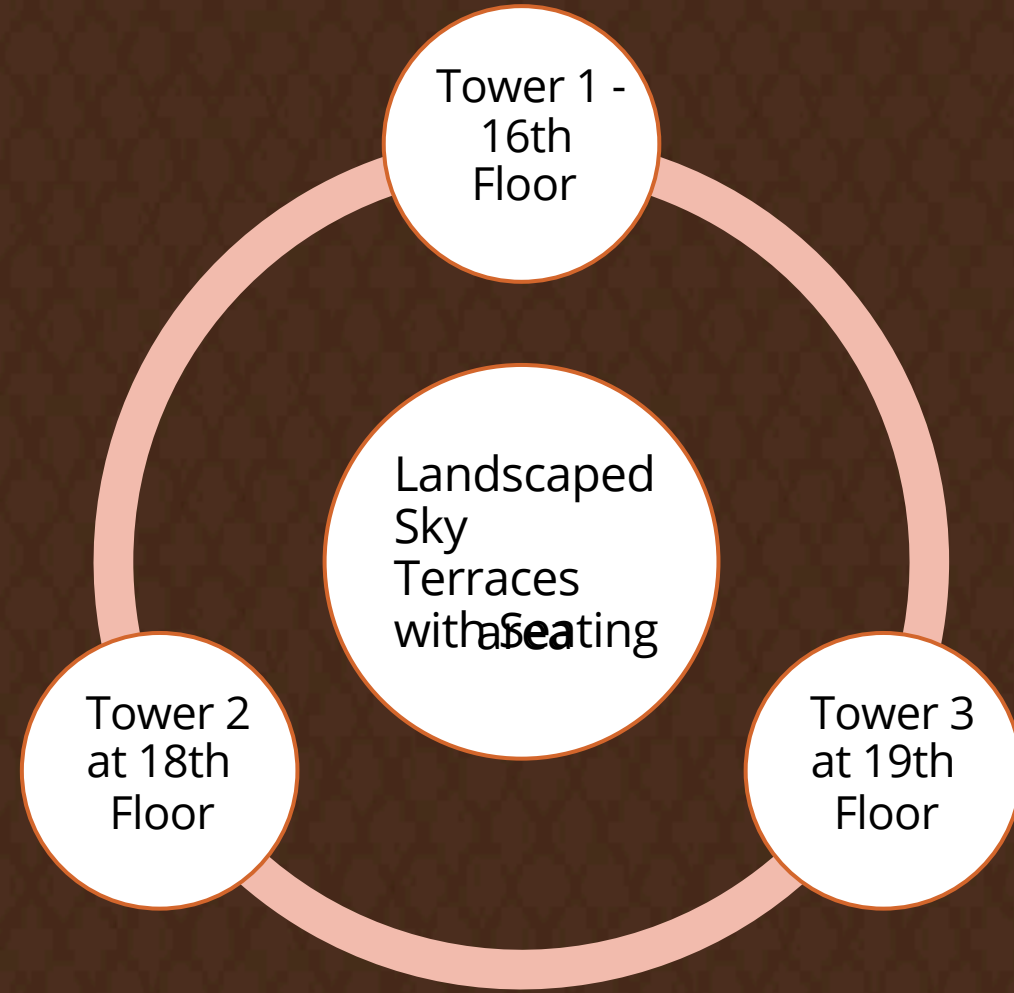 Tower 1 -
16th
Floor
Landscaped
Sky
Terraces
with Seating
area
Tower 2
at 18th
Floor
Tower 3
at 19th
Floor